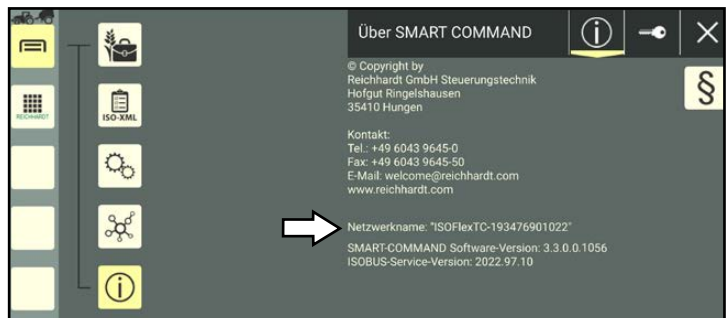 Über SMART COMMAND
© Copyright by
Reichhardt GmbH Steuerungstechnik
Hofgut Ringelshausen
35410 Hungen
§
REICHHARDT
ISO-XML
Kontakt:
Tel.: +49 6043 9645-0
Fax: +49 6043 9645-50
E-Mail: welcome@reichhardt.com
www.reichhardt.com
Netzwerkname: "ISOFlexTC-193476901022"
SMART-COMMAND Software-Version: 3.3.0.0.1056
ISOBUS-Service-Version: 2022.97.10